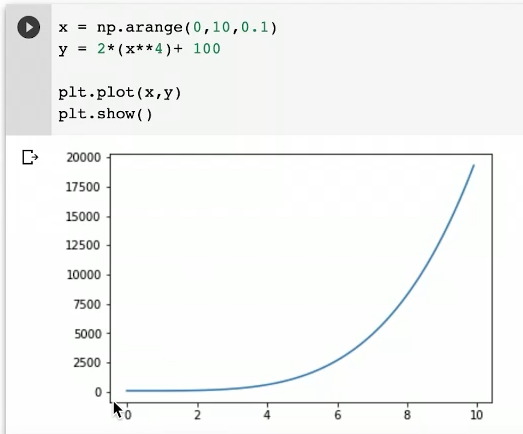 x = np.arange(0,10,0.1)
y = 2*(x**4)+ 100
plt.plot(x,y)
plt.show()
20000
17500
15000
12500
10000
7500
5000
2500
0
0 2 4 6 8 10